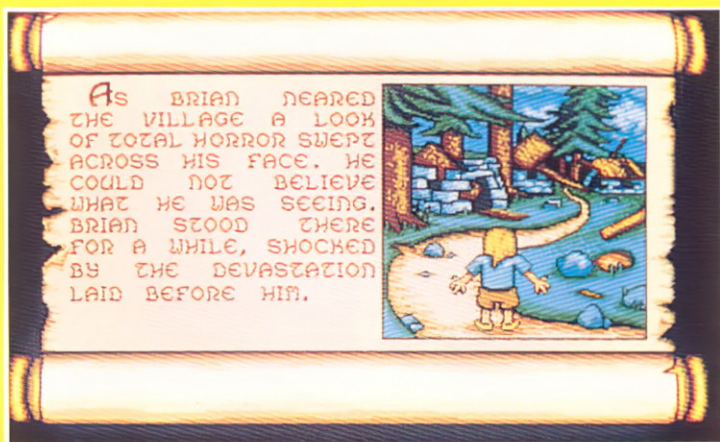 As BRIAN NEARED
THE VILLAGE A LOOK
OF TOTAL HORROR SWEPT
ACROSS HIS FACE. HE
COULD NOT BELIEVE
WHAT HE WAS SEEING.
BRIAN STOOD THERE
FOR A WHILE, SHOCKED
BY THE DEVASTATION
LAID BEFORE HIM.